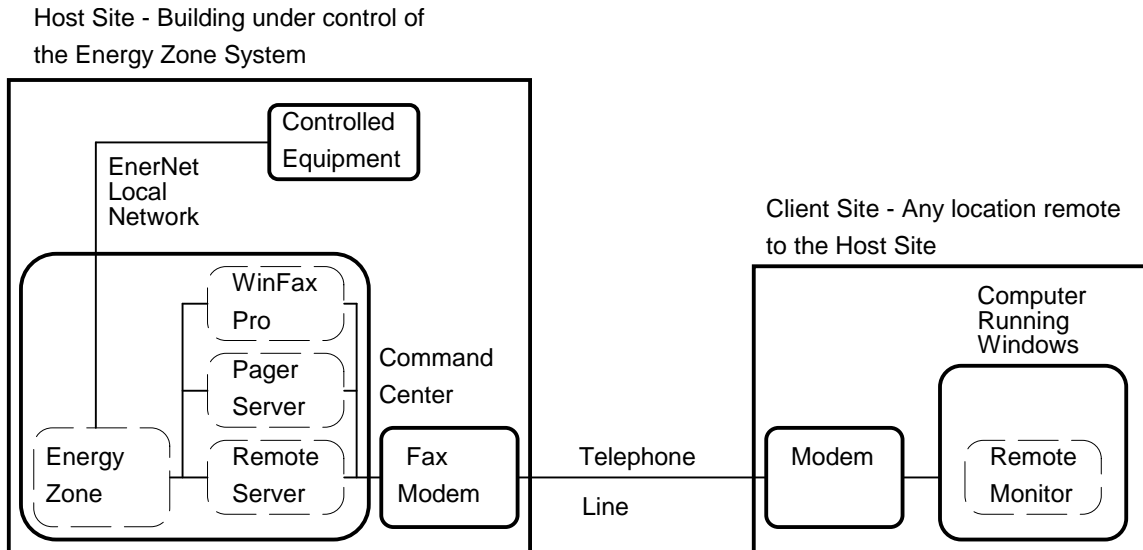 Host Site - Building under control of
the Energy Zone System
Controlled
Equipment
EnerNet
Local
Network
WinFax
Pro
Pager
Server
Command
Center
Energy
Zone
Remote
Server
Fax
Modem
Telephone
Line
Client Site - Any location remote
to the Host Site
Computer
Running
Windows
Modem
Remote
Monitor